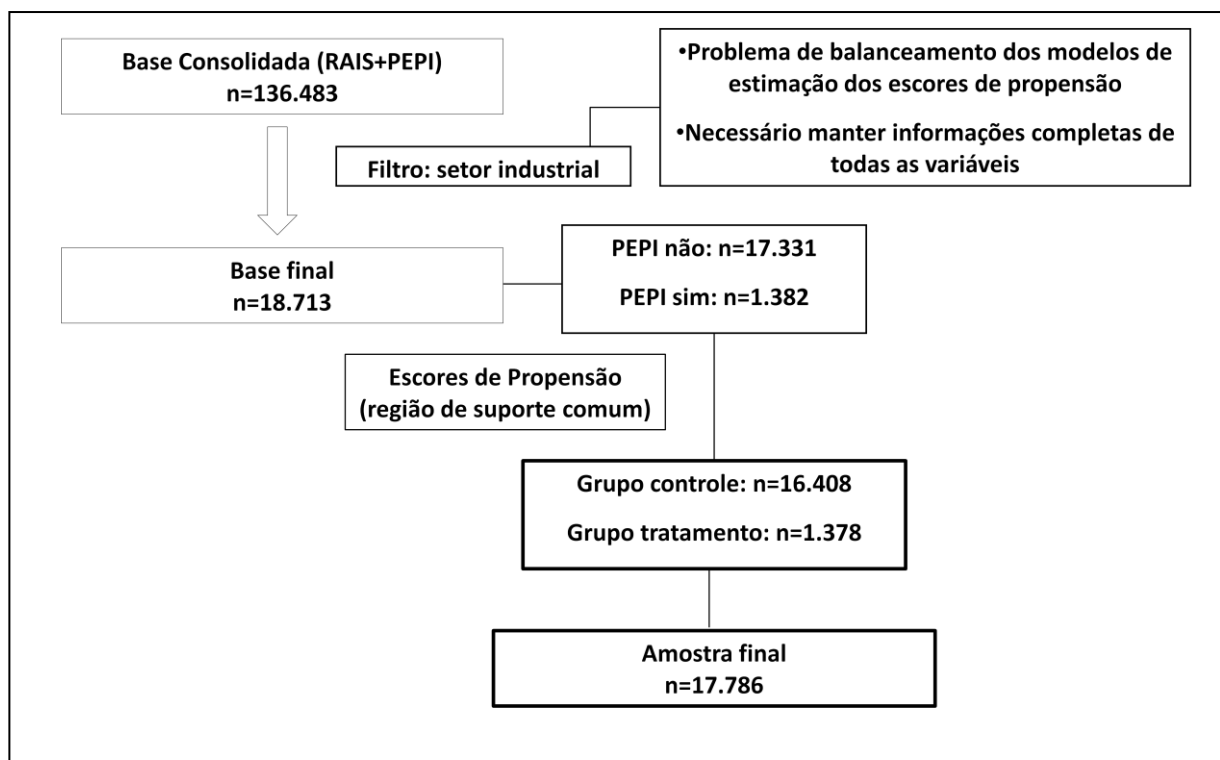 Base Consolidada (RAIS+PEPI)
n=136.483
•Problema de balanceamento dos modelos de
estimação dos escores de propensão
•Necessário manter informações completas de
todas as variáveis
Filtro: setor industrial
Base final
n=18.713
PEPI não: n=17.331
PEPI sim: n=1.382
Escores de Propensão
(região de suporte comum)
Grupo controle: n=16.408
Grupo tratamento: n=1.378
Amostra final
n=17.786